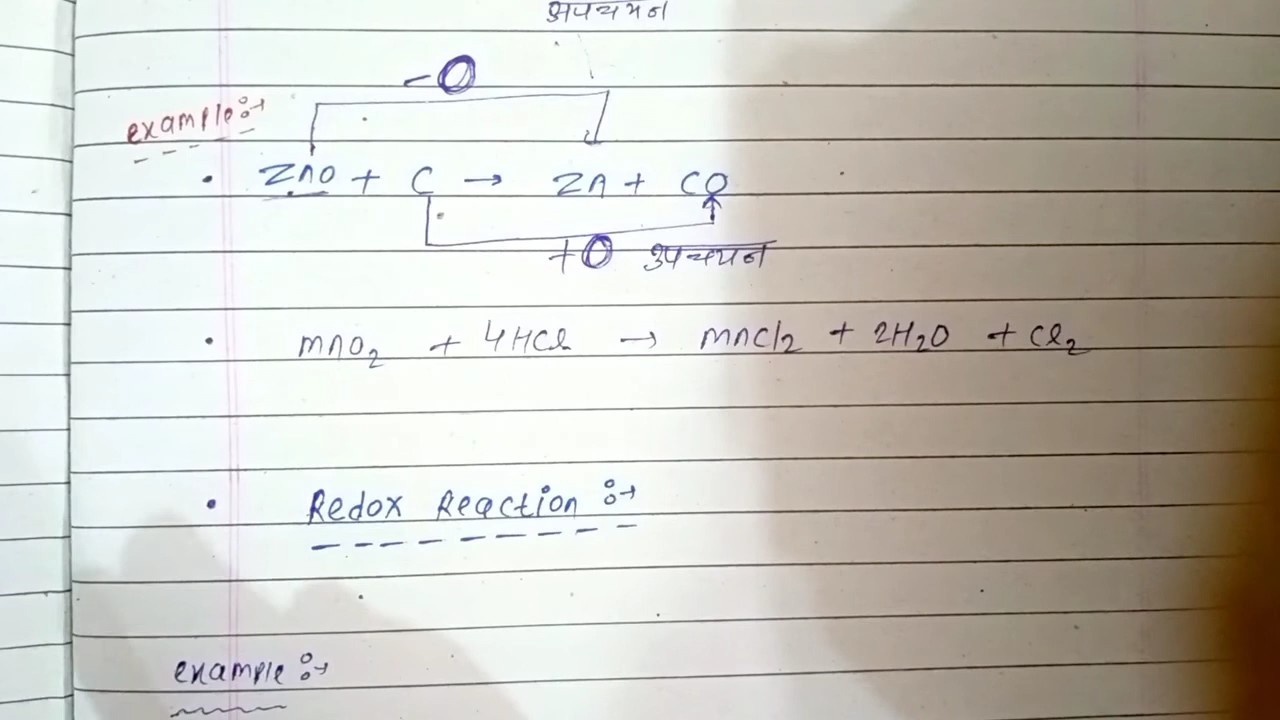 अपचयन
- O
example :→
• ZnO + C → Zn + CO
+ O उपचयन
• mnO2 + 4HCl → mnCl2 + 2H2O + Cl2
• Redox Reaction :→
example :→